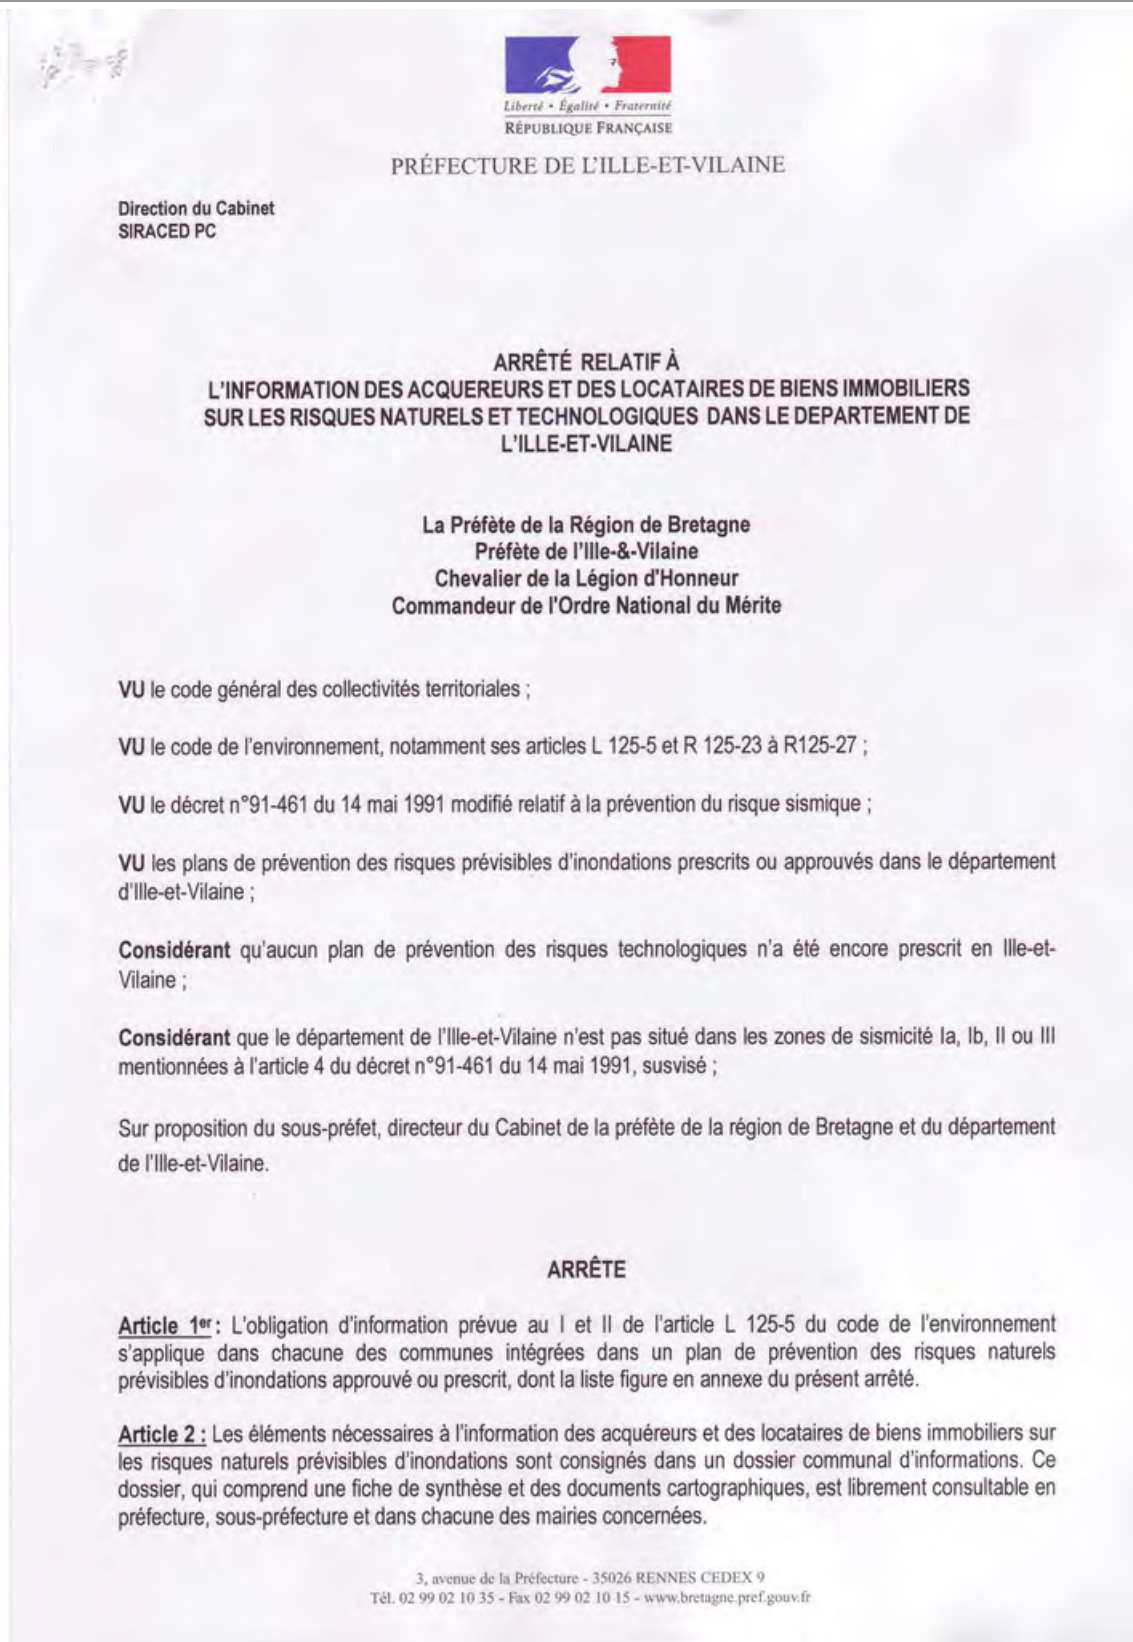 Liberté • Égalité • Fraternité
RÉPUBLIQUE FRANÇAISE
PRÉFECTURE DE L'ILLE-ET-VILAINE
Direction du Cabinet
SIRACED PC
ARRÊTÉ RELATIF À
L'INFORMATION DES ACQUEREURS ET DES LOCATAIRES DE BIENS IMMOBILIERS
SUR LES RISQUES NATURELS ET TECHNOLOGIQUES DANS LE DEPARTEMENT DE
L'ILLE-ET-VILAINE
La Préfète de la Région de Bretagne
Préfète de l'Ille-&-Vilaine
Chevalier de la Légion d'Honneur
Commandeur de l'Ordre National du Mérite
VU le code général des collectivités territoriales ;
VU le code de l'environnement, notamment ses articles L 125-5 et R 125-23 à R125-27 ;
VU le décret n°91-461 du 14 mai 1991 modifié relatif à la prévention du risque sismique ;
VU les plans de prévention des risques prévisibles d'inondations prescrits ou approuvés dans le département
d'Ille-et-Vilaine ;
Considérant qu'aucun plan de prévention des risques technologiques n'a été encore prescrit en Ille-et-
Vilaine ;
Considérant que le département de l'Ille-et-Vilaine n'est pas situé dans les zones de sismicité Ia, Ib, II ou III
mentionnées à l'article 4 du décret n°91-461 du 14 mai 1991, susvisé ;
Sur proposition du sous-préfet, directeur du Cabinet de la préfète de la région de Bretagne et du département
de l'Ille-et-Vilaine.
ARRÊTE
Article 1er : L'obligation d'information prévue au I et II de l'article L 125-5 du code de l'environnement
s'applique dans chacune des communes intégrées dans un plan de prévention des risques naturels
prévisibles d'inondations approuvé ou prescrit, dont la liste figure en annexe du présent arrêté.
Article 2 : Les éléments nécessaires à l'information des acquéreurs et des locataires de biens immobiliers sur
les risques naturels prévisibles d'inondations sont consignés dans un dossier communal d'informations. Ce
dossier, qui comprend une fiche de synthèse et des documents cartographiques, est librement consultable en
préfecture, sous-préfecture et dans chacune des mairies concernées.
3, avenue de la Préfecture - 35026 RENNES CEDEX 9
Tél. 02 99 02 10 35 - Fax 02 99 02 10 15 - www.bretagne.pref.gouv.fr